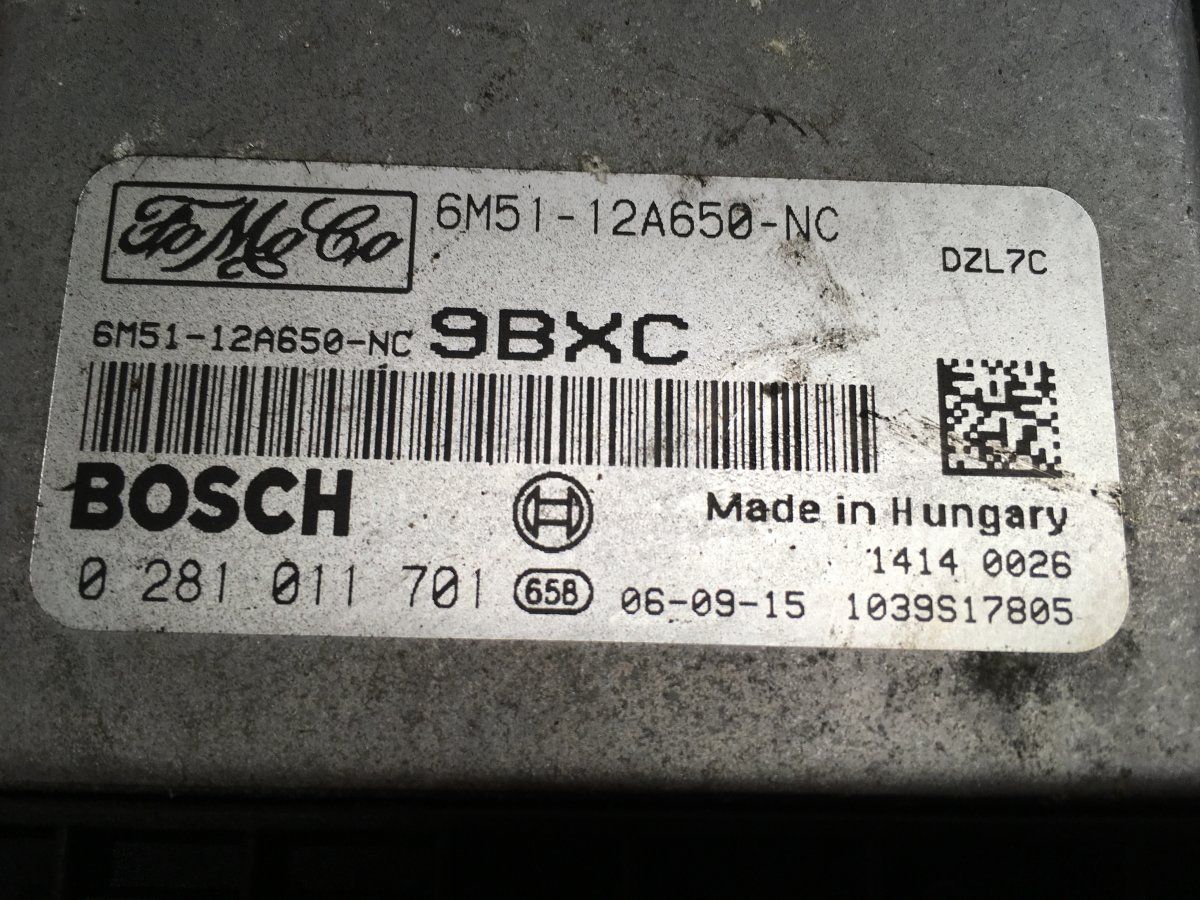 FoMoCo 6M51-12A650-NC
DZL7C
6M51-12A650-NC 9BXC
BOSCH
Made in Hungary
1414 0026
0 281 011 701 65B 06-09-15 1039S17805